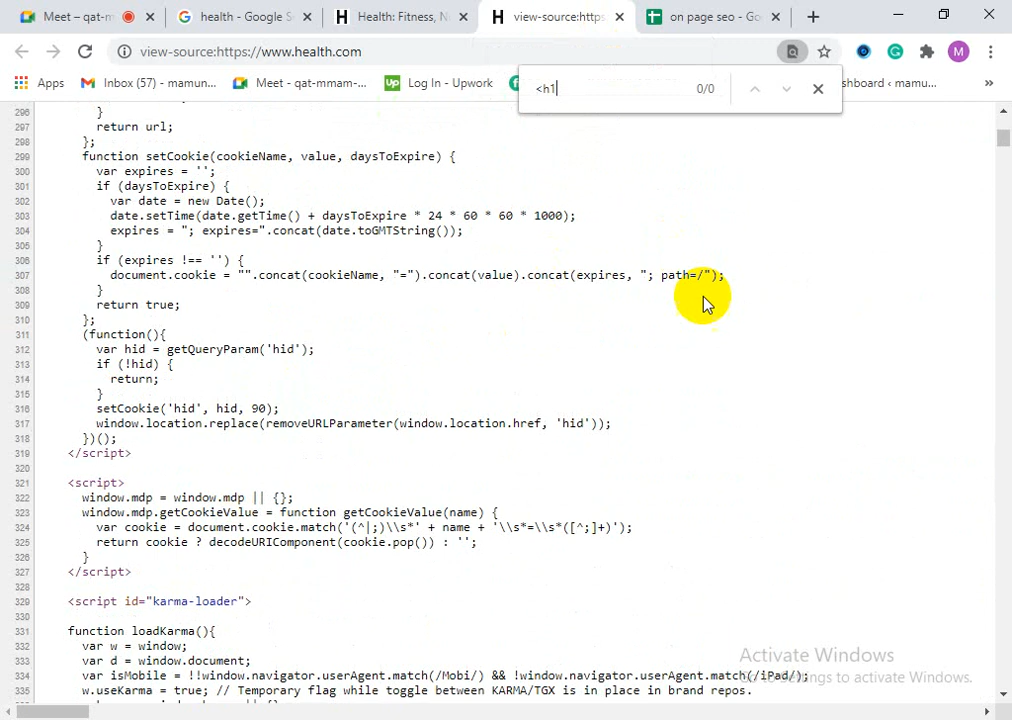 Meet – qat-m
health - Google S
Health: Fitness, N
view-source:https:
on page seo - Go
view-source:https://www.health.com
M
Apps
Inbox (57) - mamun...
Meet - qat-mmam-...
Up
Log In - Upwork
shboard ‹ mamu...
<h1
0/0
296 }
297 return url;
298 };
299 function setCookie(cookieName, value, daysToExpire) {
300 var expires = '';
301 if (daysToExpire) {
302 var date = new Date();
303 date.setTime(date.getTime() + daysToExpire * 24 * 60 * 60 * 1000);
304 expires = "; expires=".concat(date.toGMTString());
305 }
306 if (expires !== '') {
307 document.cookie = "".concat(cookieName, "=").concat(value).concat(expires, "; path=/");
308 }
309 return true;
310 };
311 (function(){
312 var hid = getQueryParam('hid');
313 if (!hid) {
314 return;
315 }
316 setCookie('hid', hid, 90);
317 window.location.replace(removeURLParameter(window.location.href, 'hid'));
318 })();
319 </script>
320
321 <script>
322 window.mdp = window.mdp || {};
323 window.mdp.getCookieValue = function getCookieValue(name) {
324 var cookie = document.cookie.match('(^|;)\\s*' + name + '\\s*=\\s*([^;]+)');
325 return cookie ? decodeURIComponent(cookie.pop()) : '';
326 }
327 </script>
328
329 <script id="karma-loader">
330
331 function loadKarma(){
332 var w = window;
333 var d = window.document;
334 var isMobile = !!window.navigator.userAgent.match(/Mobi/) && !window.navigator.userAgent.match(/iPad/);
335 w.useKarma = true; // Temporary flag while toggle between KARMA/TGX is in place in brand repos.
Activate Windows
Go to Settings to activate Windows.